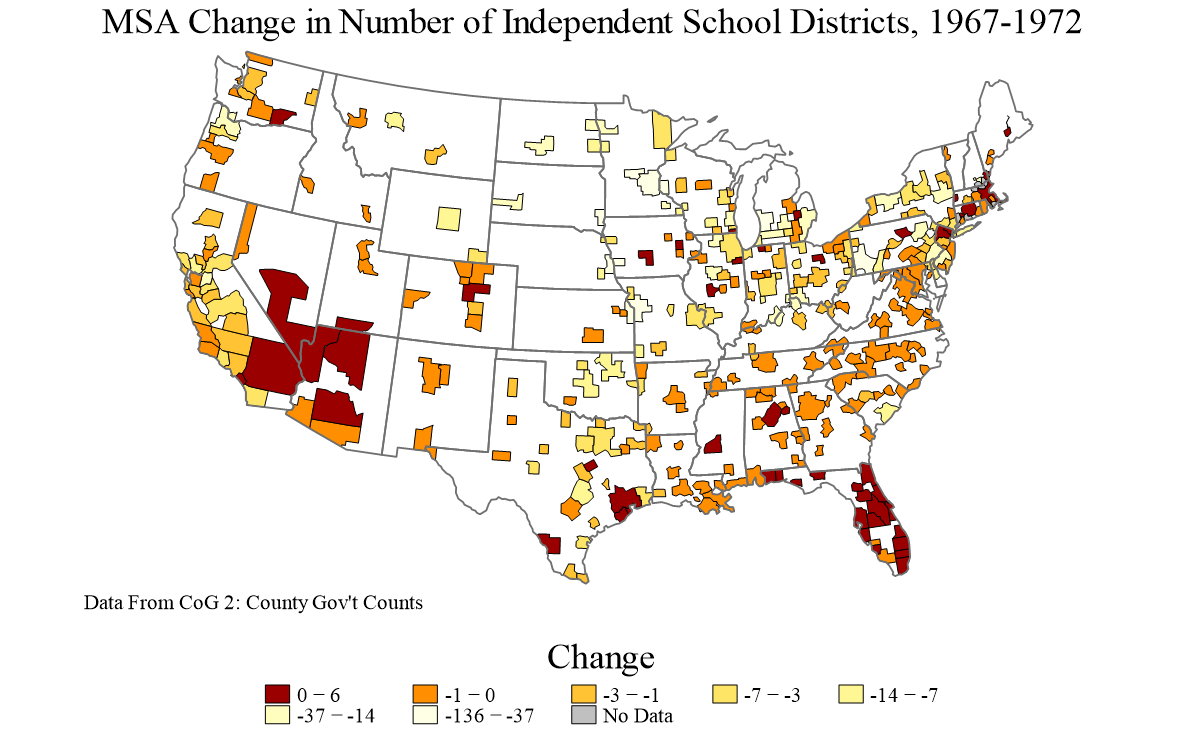 MSA Change in Number of Independent School Districts, 1967-1972
Data From CoG 2: County Gov't Counts
Change
0 − 6
-1 − 0
-3 − -1
-7 − -3
-14 − -7
-37 − -14
-136 − -37
No Data